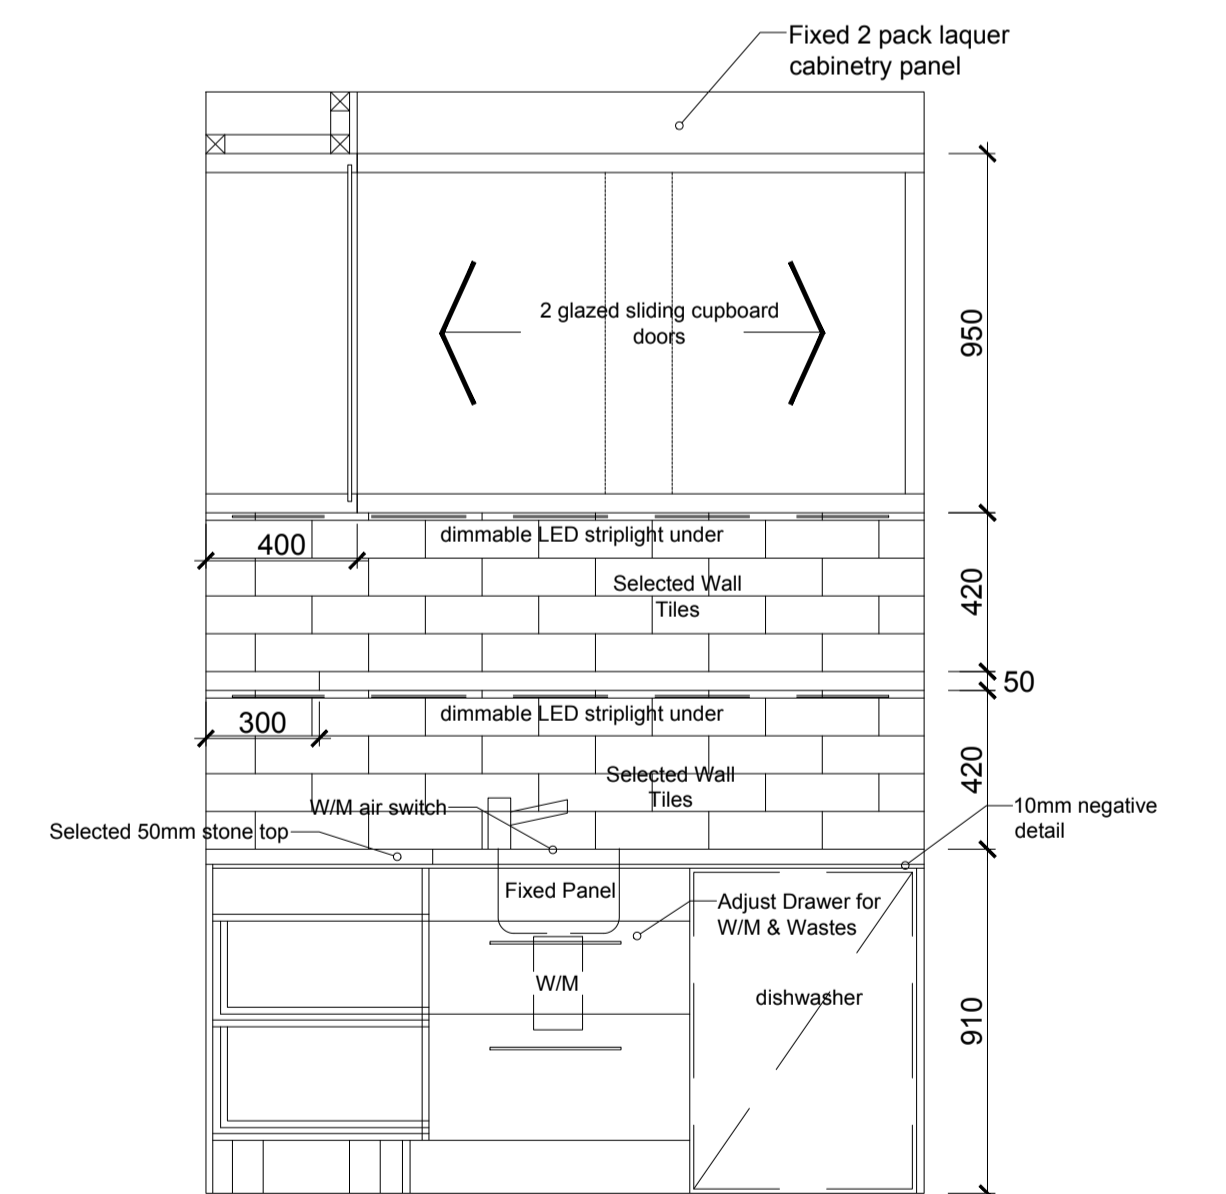 Fixed 2 pack laquer
cabinetry panel
2 glazed sliding cupboard
doors
950
dimmable LED striplight under
400
Selected Wall
Tiles
420
50
dimmable LED striplight under
300
Selected Wall
Tiles
420
W/M air switch
10mm negative
detail
Selected 50mm stone top
Fixed Panel
Adjust Drawer for
W/M & Wastes
W/M
dishwasher
910